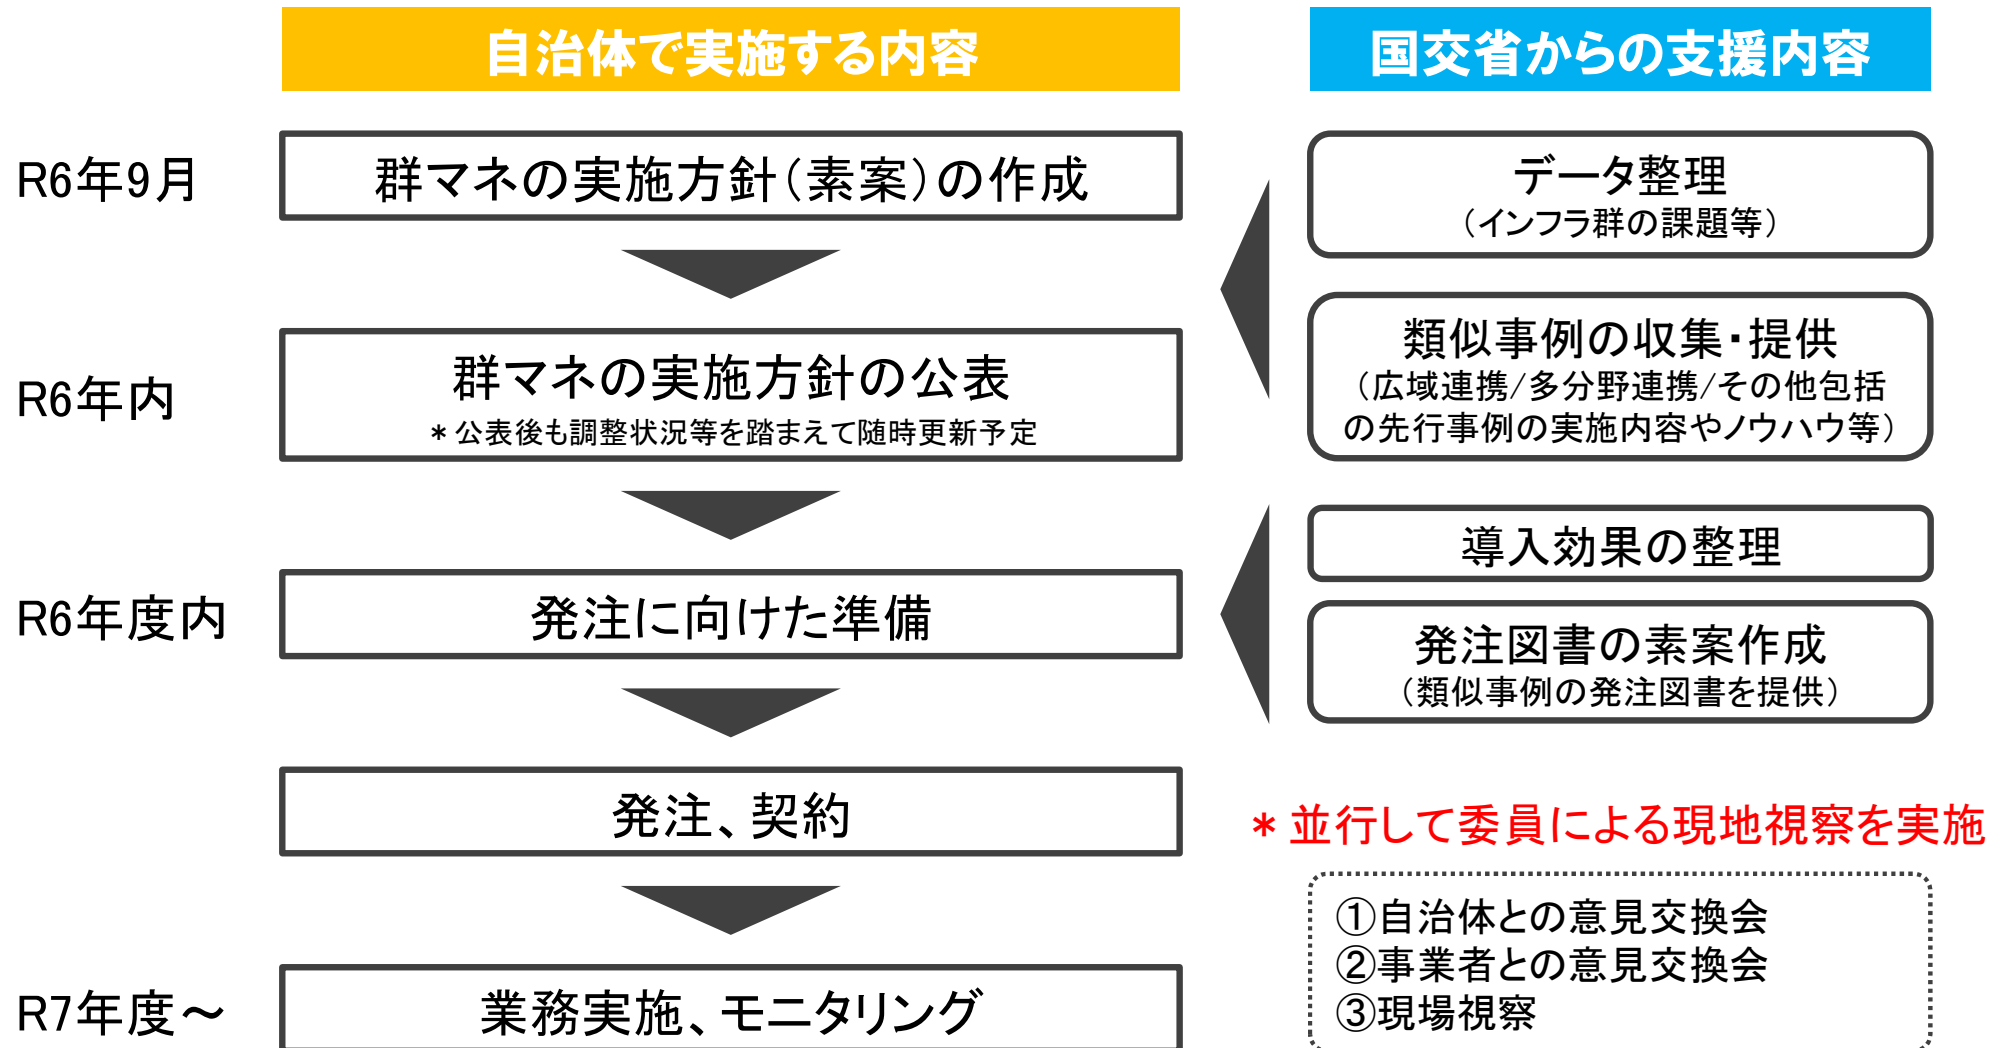 自治体で実施する内容
国交省からの支援内容
R6年9月
群マネの実施方針(素案)の作成
データ整理
(インフラ群の課題等)
類似事例の収集・提供
(広域連携/多分野連携/その他包括
の先行事例の実施内容やノウハウ等)
R6年内
群マネの実施方針の公表
*公表後も調整状況等を踏まえて随時更新予定
導入効果の整理
R6年度内
発注に向けた準備
発注図書の素案作成
(類似事例の発注図書を提供)
発注、契約
*並行して委員による現地視察を実施
①自治体との意見交換会
②事業者との意見交換会
③現場視察
R7年度~
業務実施、モニタリング